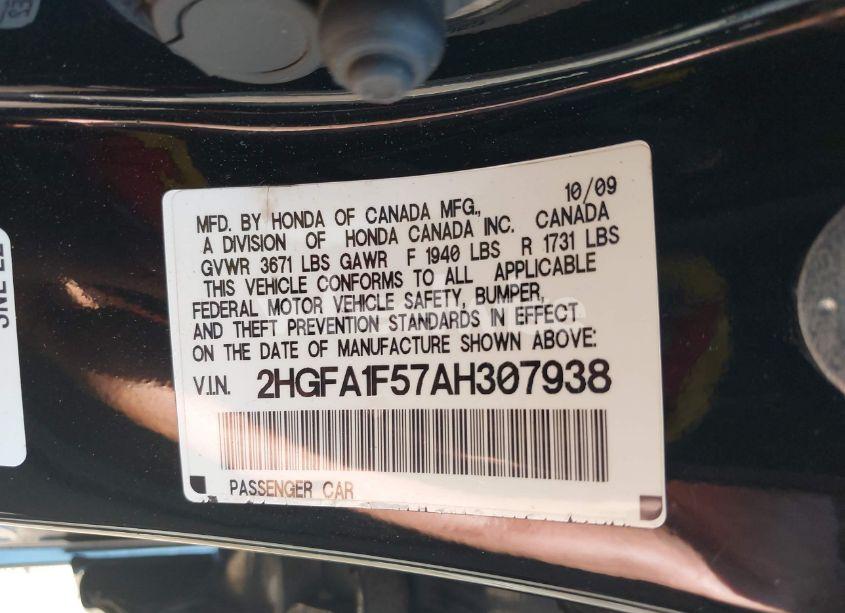 10/09
MFD. BY HONDA OF CANADA MFG.,
A DIVISION OF HONDA CANADA INC. CANADA
GVWR 3671 LBS GAWR F 1940 LBS R 1731 LBS
THIS VEHICLE CONFORMS TO ALL APPLICABLE
FEDERAL MOTOR VEHICLE SAFETY, BUMPER,
AND THEFT PREVENTION STANDARDS IN EFFECT
ON THE DATE OF MANUFACTURE SHOWN ABOVE:
V.I.N. 2HGFA1F57AH307938
PASSENGER CAR